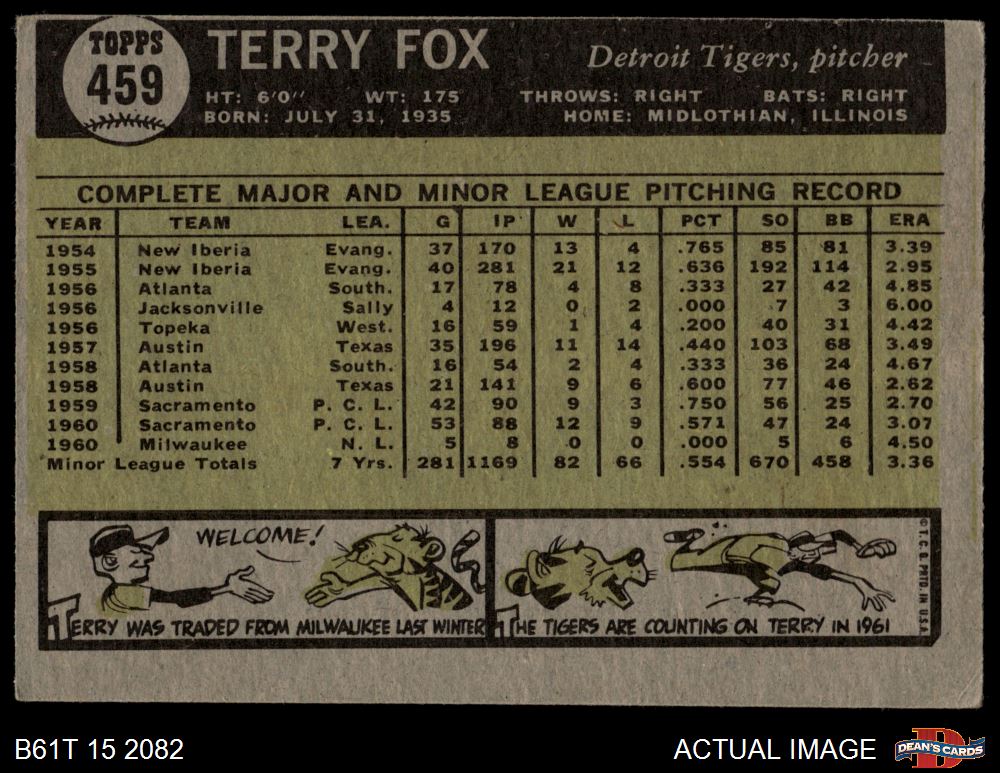 TOPPS
459
TERRY FOX
Detroit Tigers, pitcher
HT: 6'0" WT: 175 THROWS: RIGHT BATS: RIGHT
BORN: JULY 31, 1935 HOME: MIDLOTHIAN, ILLINOIS
COMPLETE MAJOR AND MINOR LEAGUE PITCHING RECORD
YEAR TEAM LEA. G IP W L PCT SO BB ERA
1954 New Iberia Evang. 37 170 13 4 .765 85 81 3.39
1955 New Iberia Evang. 40 281 21 12 .636 192 114 2.95
1956 Atlanta South. 17 78 4 8 .333 27 42 4.85
1956 Jacksonville Sally 4 12 0 2 .000 7 3 6.00
1956 Topeka West. 16 59 1 4 .200 40 31 4.42
1957 Austin Texas 35 196 11 14 .440 103 68 3.49
1958 Atlanta South. 16 54 2 4 .333 36 24 4.67
1958 Austin Texas 21 141 9 6 .600 77 46 2.62
1959 Sacramento P. C. L. 42 90 9 3 .750 56 25 2.70
1960 Sacramento P. C. L. 53 88 12 9 .571 47 24 3.07
1960 Milwaukee N. L. 5 8 0 0 .000 5 6 4.50
Minor League Totals 7 Yrs. 281 1169 82 66 .554 670 458 3.36
WELCOME!
TERRY WAS TRADED FROM MILWAUKEE LAST WINTER
THE TIGERS ARE COUNTING ON TERRY IN 1961
© T. C. G. PRTD. IN U.S.A.
B61T 15 2082
ACTUAL IMAGE
D
DEAN'S CARDS